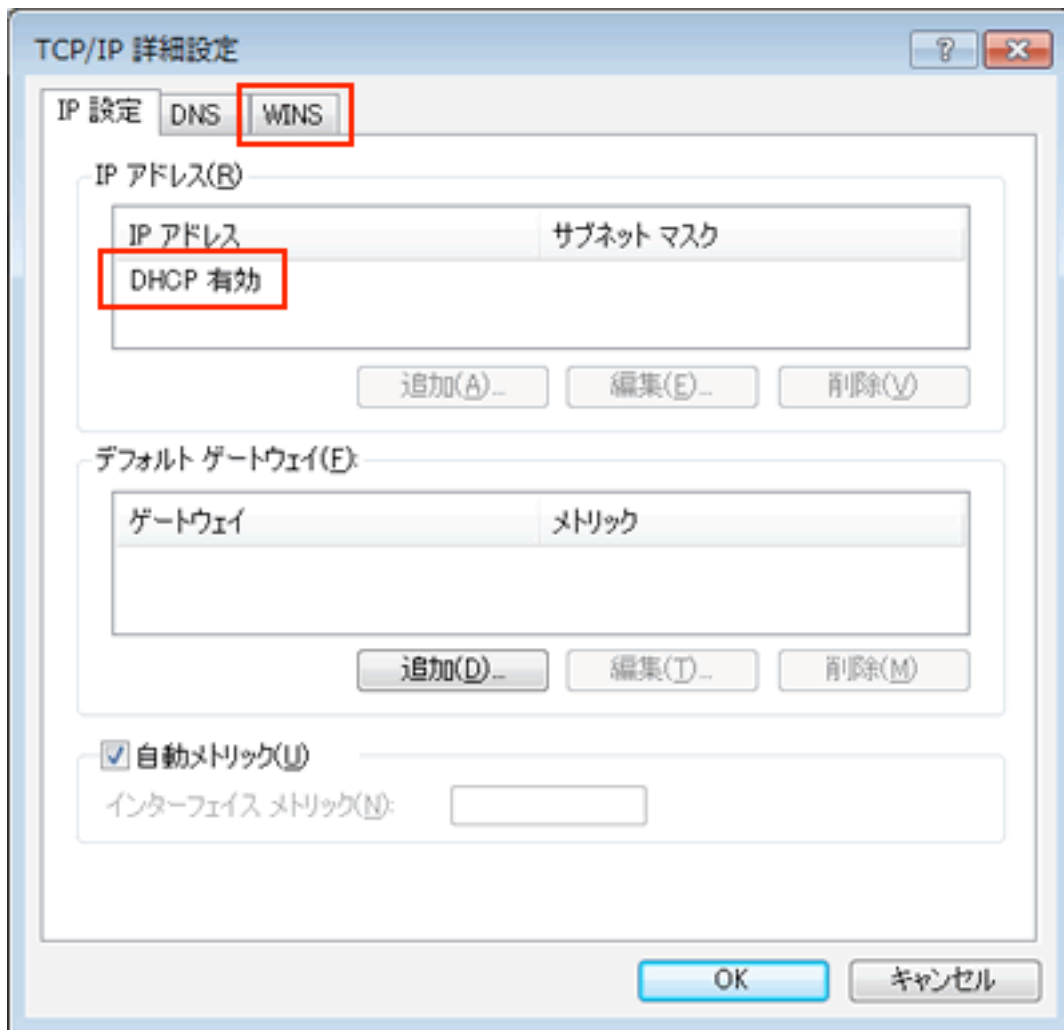 TCP/IP 詳細設定
IP 設定 DNS WINS
IP アドレス(R)
IP アドレス サブネット マスク
DHCP 有効
追加(A)... 編集(E)... 削除(V)
デフォルト ゲートウェイ(F):
ゲートウェイ メトリック
追加(D)... 編集(T)... 削除(M)
自動メトリック(U)
インターフェイス メトリック(N):
OK キャンセル